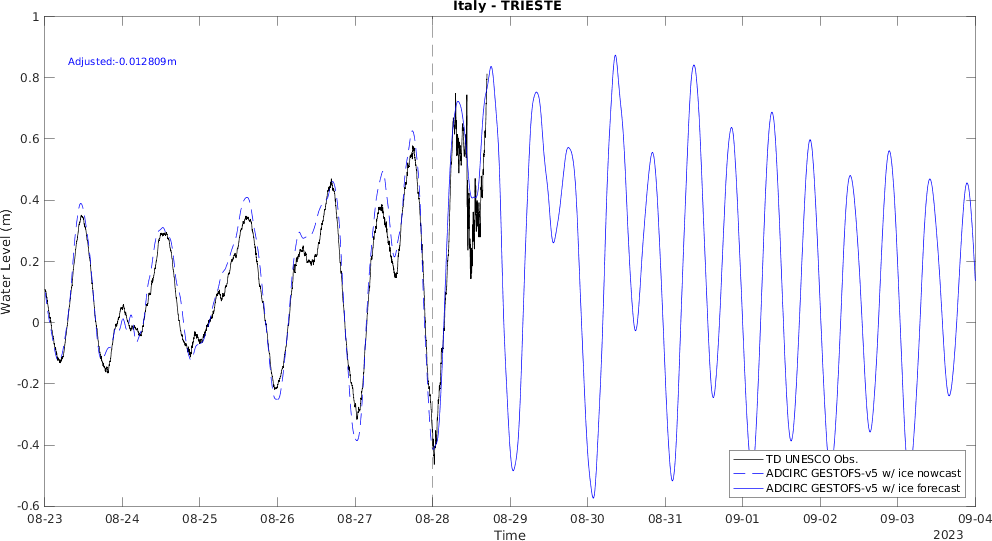 Italy - TRIESTE
Adjusted:-0.012809m
Water Level (m)
1
0.8
0.6
0.4
0.2
0
-0.2
-0.4
-0.6
TD UNESCO Obs.
ADCIRC GESTOFS-v5 w/ ice nowcast
ADCIRC GESTOFS-v5 w/ ice forecast
08-23 08-24 08-25 08-26 08-27 08-28 08-29 08-30 08-31 09-01 09-02 09-03 09-04
Time
2023